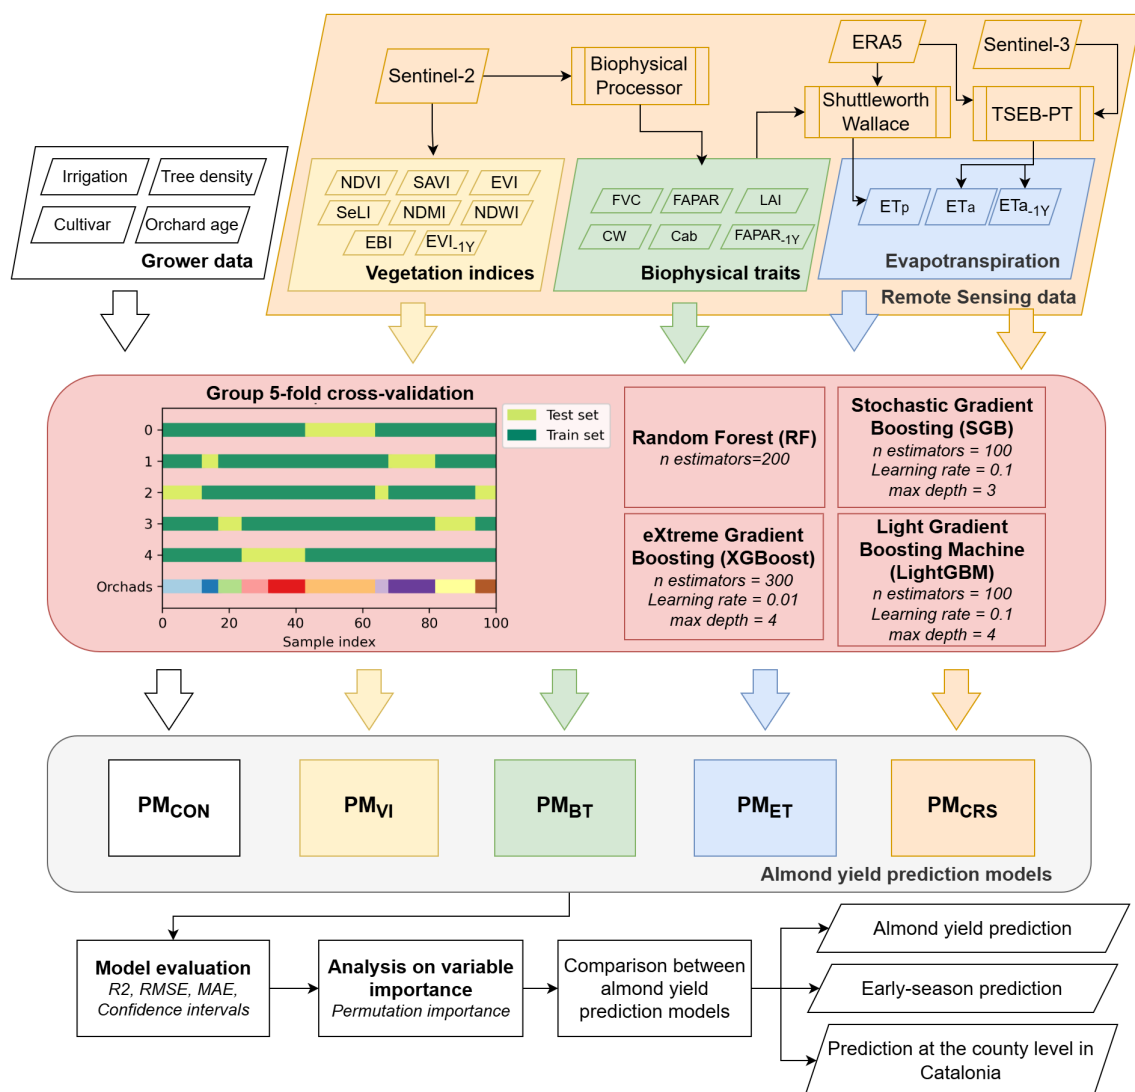 ERA5
Sentinel-3
Sentinel-2
Biophysical
Processor
Shuttleworth
Wallace
TSEB-PT
Irrigation
Tree density
Cultivar
Orchard age
Grower data
NDVI
SAVI
EVI
SeLI
NDMI
NDWI
EBI
EVI-1Y
Vegetation indices
FVC
FAPAR
LAI
CW
Cab
FAPAR-1Y
Biophysical traits
ETp
ETa
ETa-1Y
Evapotranspiration
Remote Sensing data
Group 5-fold cross-validation
Test set
Train set
0
1
2
3
4
Orchads
0
20
40
60
80
100
Sample index
Random Forest (RF)
n estimators=200
Stochastic Gradient
Boosting (SGB)
n estimators = 100
Learning rate = 0.1
max depth = 3
eXtreme Gradient
Boosting (XGBoost)
n estimators = 300
Learning rate = 0.01
max depth = 4
Light Gradient
Boosting Machine
(LightGBM)
n estimators = 100
Learning rate = 0.1
max depth = 4
PMCON
PMVI
PMBT
PMET
PMCRS
Almond yield prediction models
Model evaluation
R2, RMSE, MAE,
Confidence intervals
Analysis on variable
importance
Permutation importance
Comparison between
almond yield
prediction models
Almond yield prediction
Early-season prediction
Prediction at the county level in
Catalonia